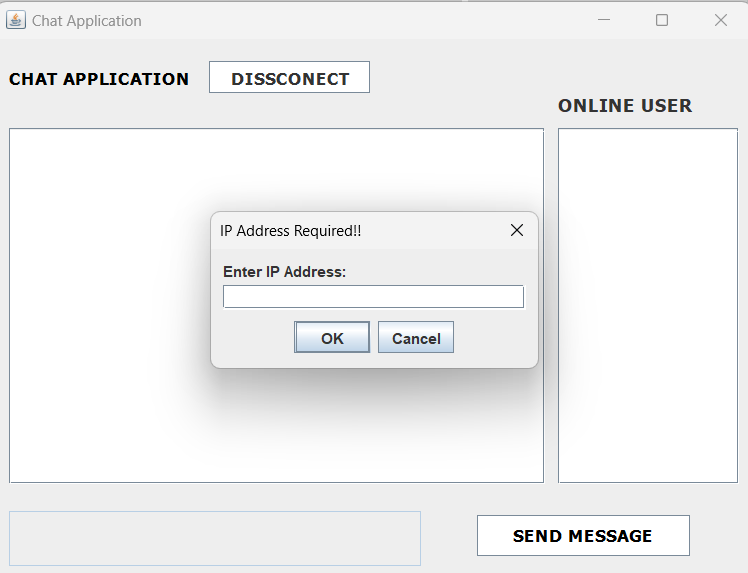 Chat Application
CHAT APPLICATION
DISSCONECT
ONLINE USER
IP Address Required!!
Enter IP Address:
OK
Cancel
SEND MESSAGE